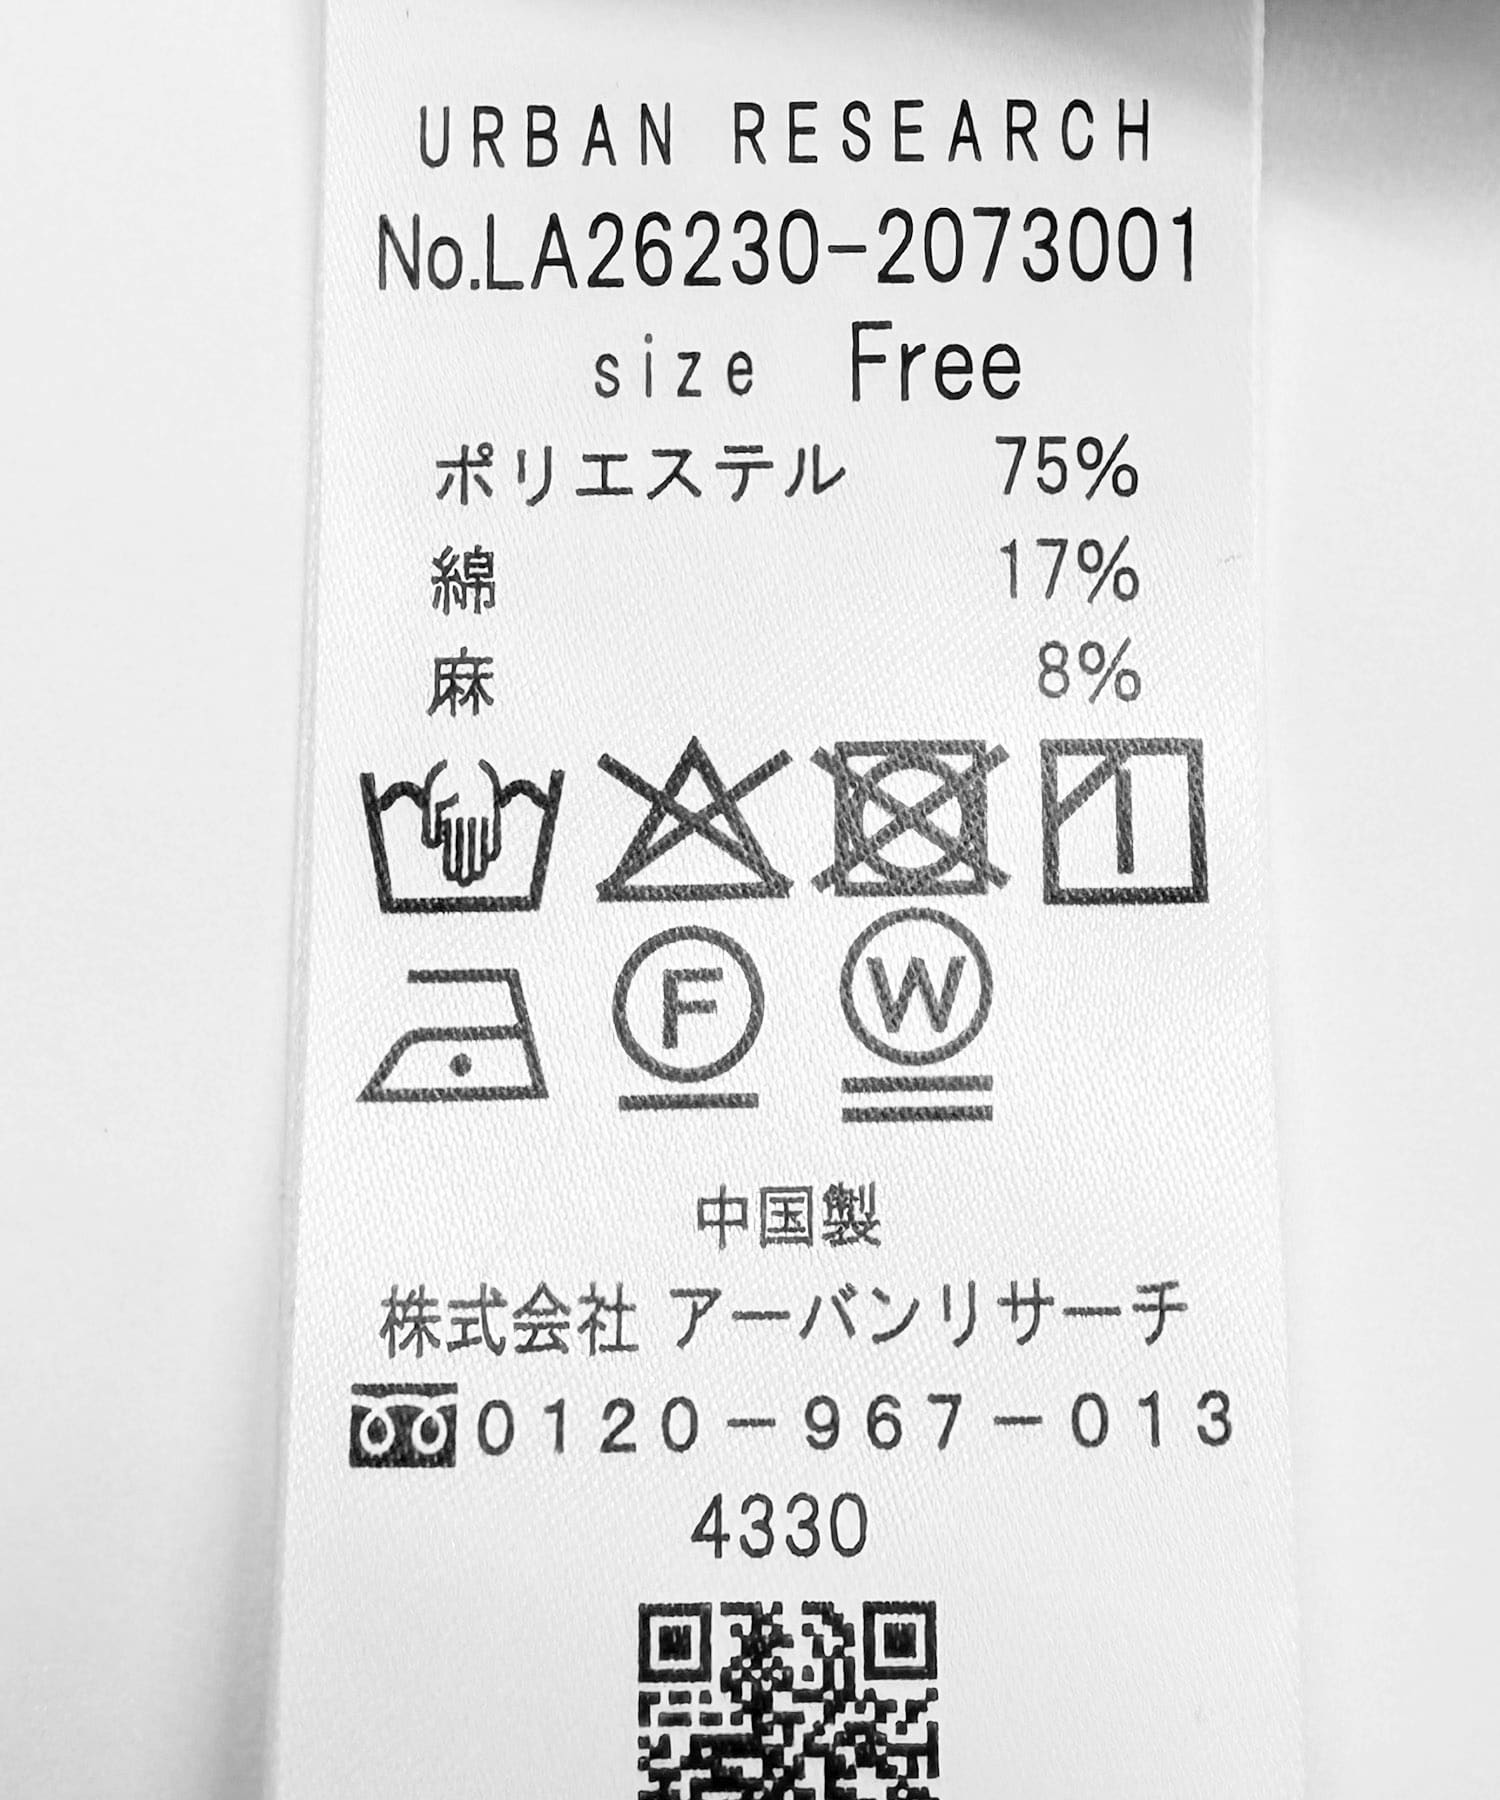 URBAN RESEARCH
No.LA26230-2073001
size Free
ポリエステル 75%
綿 17%
麻 8%
F W
中国製
株式会社 アーバンリサーチ
0120-967-013
4330